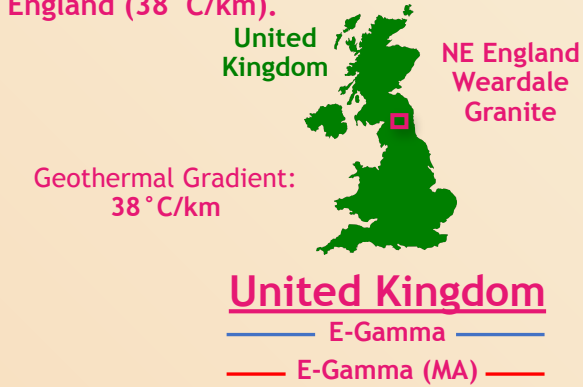 England (38°C/km).
United
Kingdom
NE England
Weardale
Granite
Geothermal Gradient:
38°C/km
United Kingdom
E-Gamma
E-Gamma (MA)